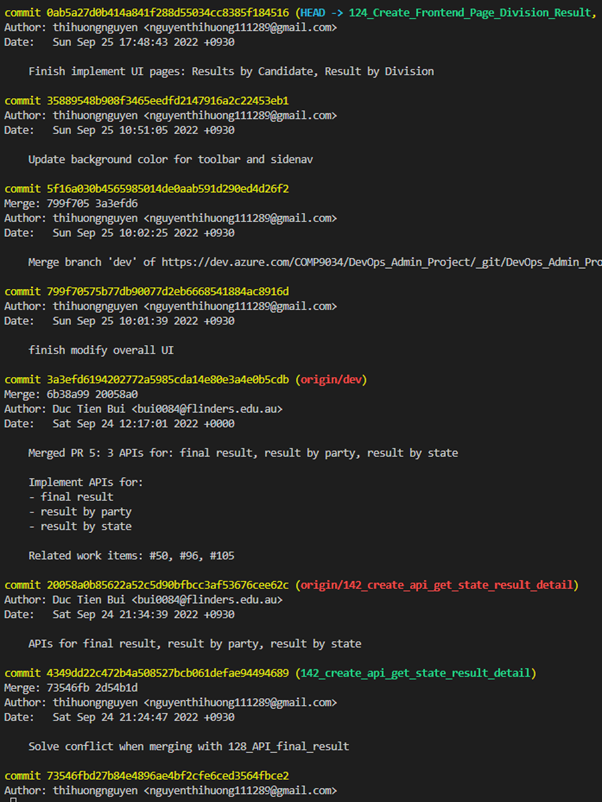 commit 0ab5a27d0b414a841f288d55034cc8385f184516 (HEAD -> 124_Create_Frontend_Page_Division_Result,
Author: thihuongnguyen <nguyenthihuong111289@gmail.com>
Date:   Sun Sep 25 17:48:43 2022 +0930
    Finish implement UI pages: Results by Candidate, Result by Division
commit 35889548b908f3465eedfd2147916a2c22453eb1
Author: thihuongnguyen <nguyenthihuong111289@gmail.com>
Date:   Sun Sep 25 10:51:05 2022 +0930
    Update background color for toolbar and sidenav
commit 5f16a030b4565985014de0aab591d290ed4d26f2
Merge: 799f705 3a3efd6
Author: thihuongnguyen <nguyenthihuong111289@gmail.com>
Date:   Sun Sep 25 10:02:25 2022 +0930
    Merge branch 'dev' of https://dev.azure.com/COMP9034/DevOps_Admin_Project/_git/DevOps_Admin_Pro
commit 799f70575b77db90077d2eb6668541884ac8916d
Author: thihuongnguyen <nguyenthihuong111289@gmail.com>
Date:   Sun Sep 25 10:01:39 2022 +0930
    finish modify overall UI
commit 3a3efd6194202772a5985cda14e80e3a4e0b5cdb (origin/dev)
Merge: 6b38a99 20058a0
Author: Duc Tien Bui <bui0084@flinders.edu.au>
Date:   Sat Sep 24 12:17:01 2022 +0000
    Merged PR 5: 3 APIs for: final result, result by party, result by state
    Implement APIs for:
    - final result
    - result by party
    - result by state
    Related work items: #50, #96, #105
commit 20058a0b85622a52c5d90bfbcc3af53676cee62c (origin/142_create_api_get_state_result_detail)
Author: Duc Tien Bui <bui0084@flinders.edu.au>
Date:   Sat Sep 24 21:34:39 2022 +0930
    APIs for final result, result by party, result by state
commit 4349dd22c472b4a508527bcb061defae94494689 (142_create_api_get_state_result_detail)
Merge: 73546fb 2d54b1d
Author: thihuongnguyen <nguyenthihuong111289@gmail.com>
Date:   Sat Sep 24 21:24:47 2022 +0930
    Solve conflict when merging with 128_API_final_result
commit 73546fbd27b84e4896ae4bf2cfe6ced3564fbce2
Author: thihuongnguyen <nguyenthihuong111289@gmail.com>
: